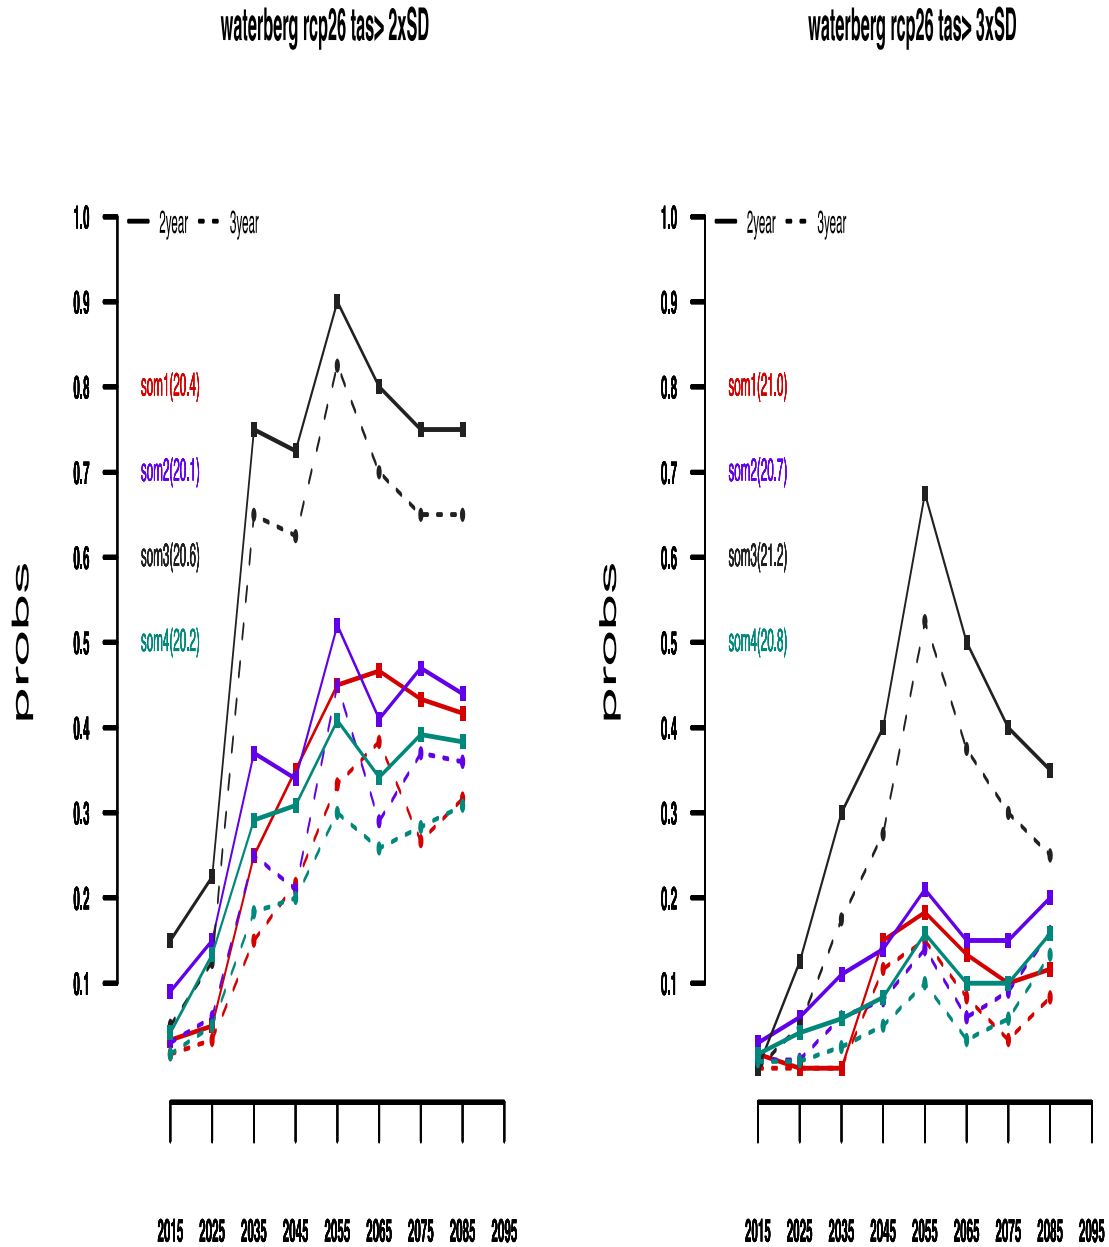 waterberg rcp26 tas> 2xSD
1.0
2year 3year
0.9
som1(20.4)
0.8
som2(20.1)
0.7
som3(20.6)
0.6
som4(20.2)
0.5
0.4
0.3
0.2
0.1
probs
2015 2025 2035 2045 2055 2065 2075 2085 2095
waterberg rcp26 tas> 3xSD
1.0
2year 3year
0.9
som1(21.0)
0.8
som2(20.7)
0.7
som3(21.2)
0.6
som4(20.8)
0.5
0.4
0.3
0.2
0.1
probs
2015 2025 2035 2045 2055 2065 2075 2085 2095